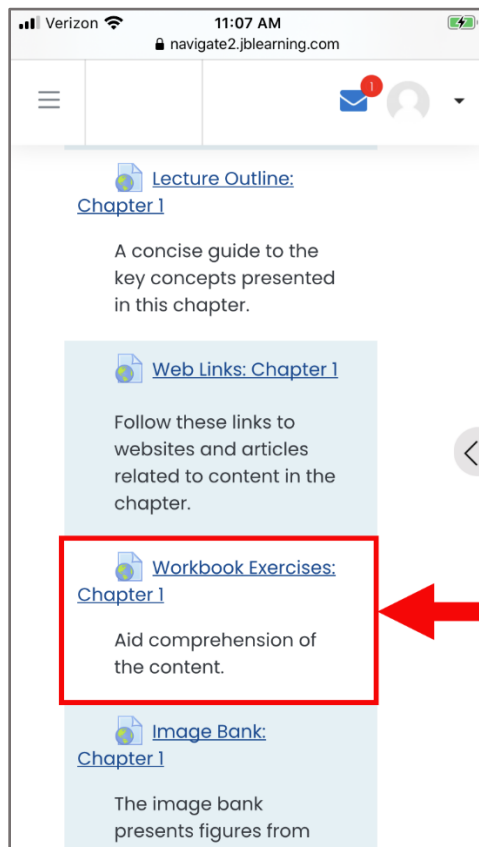 Verizon 11:07 AM
navigate2.jblearning.com
1
Lecture Outline:
Chapter 1
A concise guide to the
key concepts presented
in this chapter.
Web Links: Chapter 1
Follow these links to
websites and articles
related to content in the
chapter.
Workbook Exercises:
Chapter 1
Aid comprehension of
the content.
Image Bank:
Chapter 1
The image bank
presents figures from